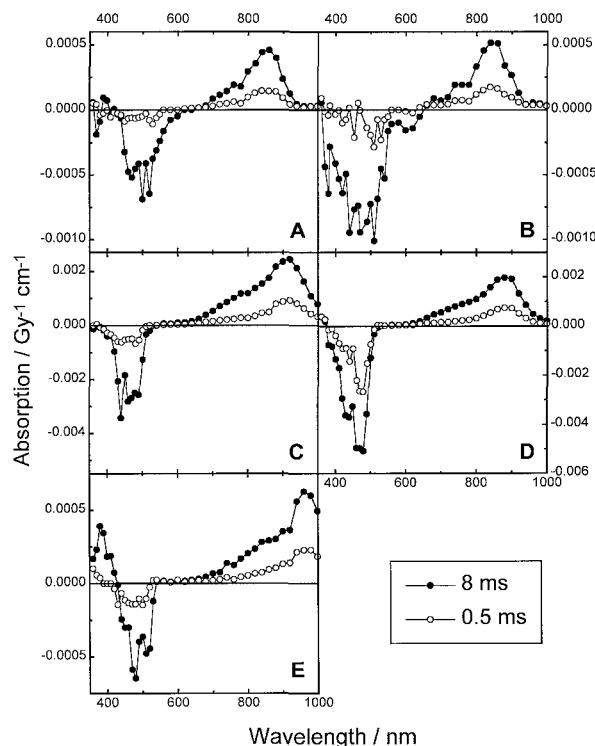 400 600 800 1000 400 600 800 1000
0.0005 0.0005
0.0000 0.0000
-0.0005 -0.0005
-0.0010 A B -0.0010
0.002 0.002
0.000 0.000
-0.002 -0.002
-0.004 C D -0.004
-0.006
400 600 800 1000
0.0005
0.0000
-0.0005
E
400 600 800 1000
Absorption / Gy-1 cm-1
8 ms
0.5 ms
Wavelength / nm